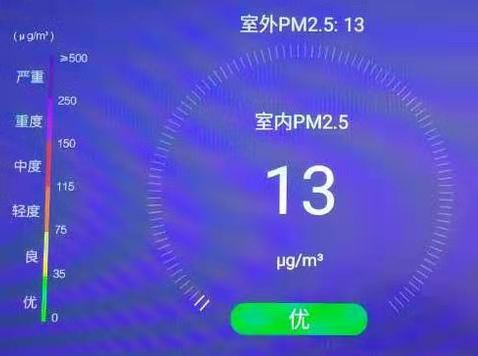 室外PM2.5: 13
(μg/m³)
≥500
严重
250
重度
150
中度
115
轻度
75
良
35
优
0
室内PM2.5
13
μg/m³
优